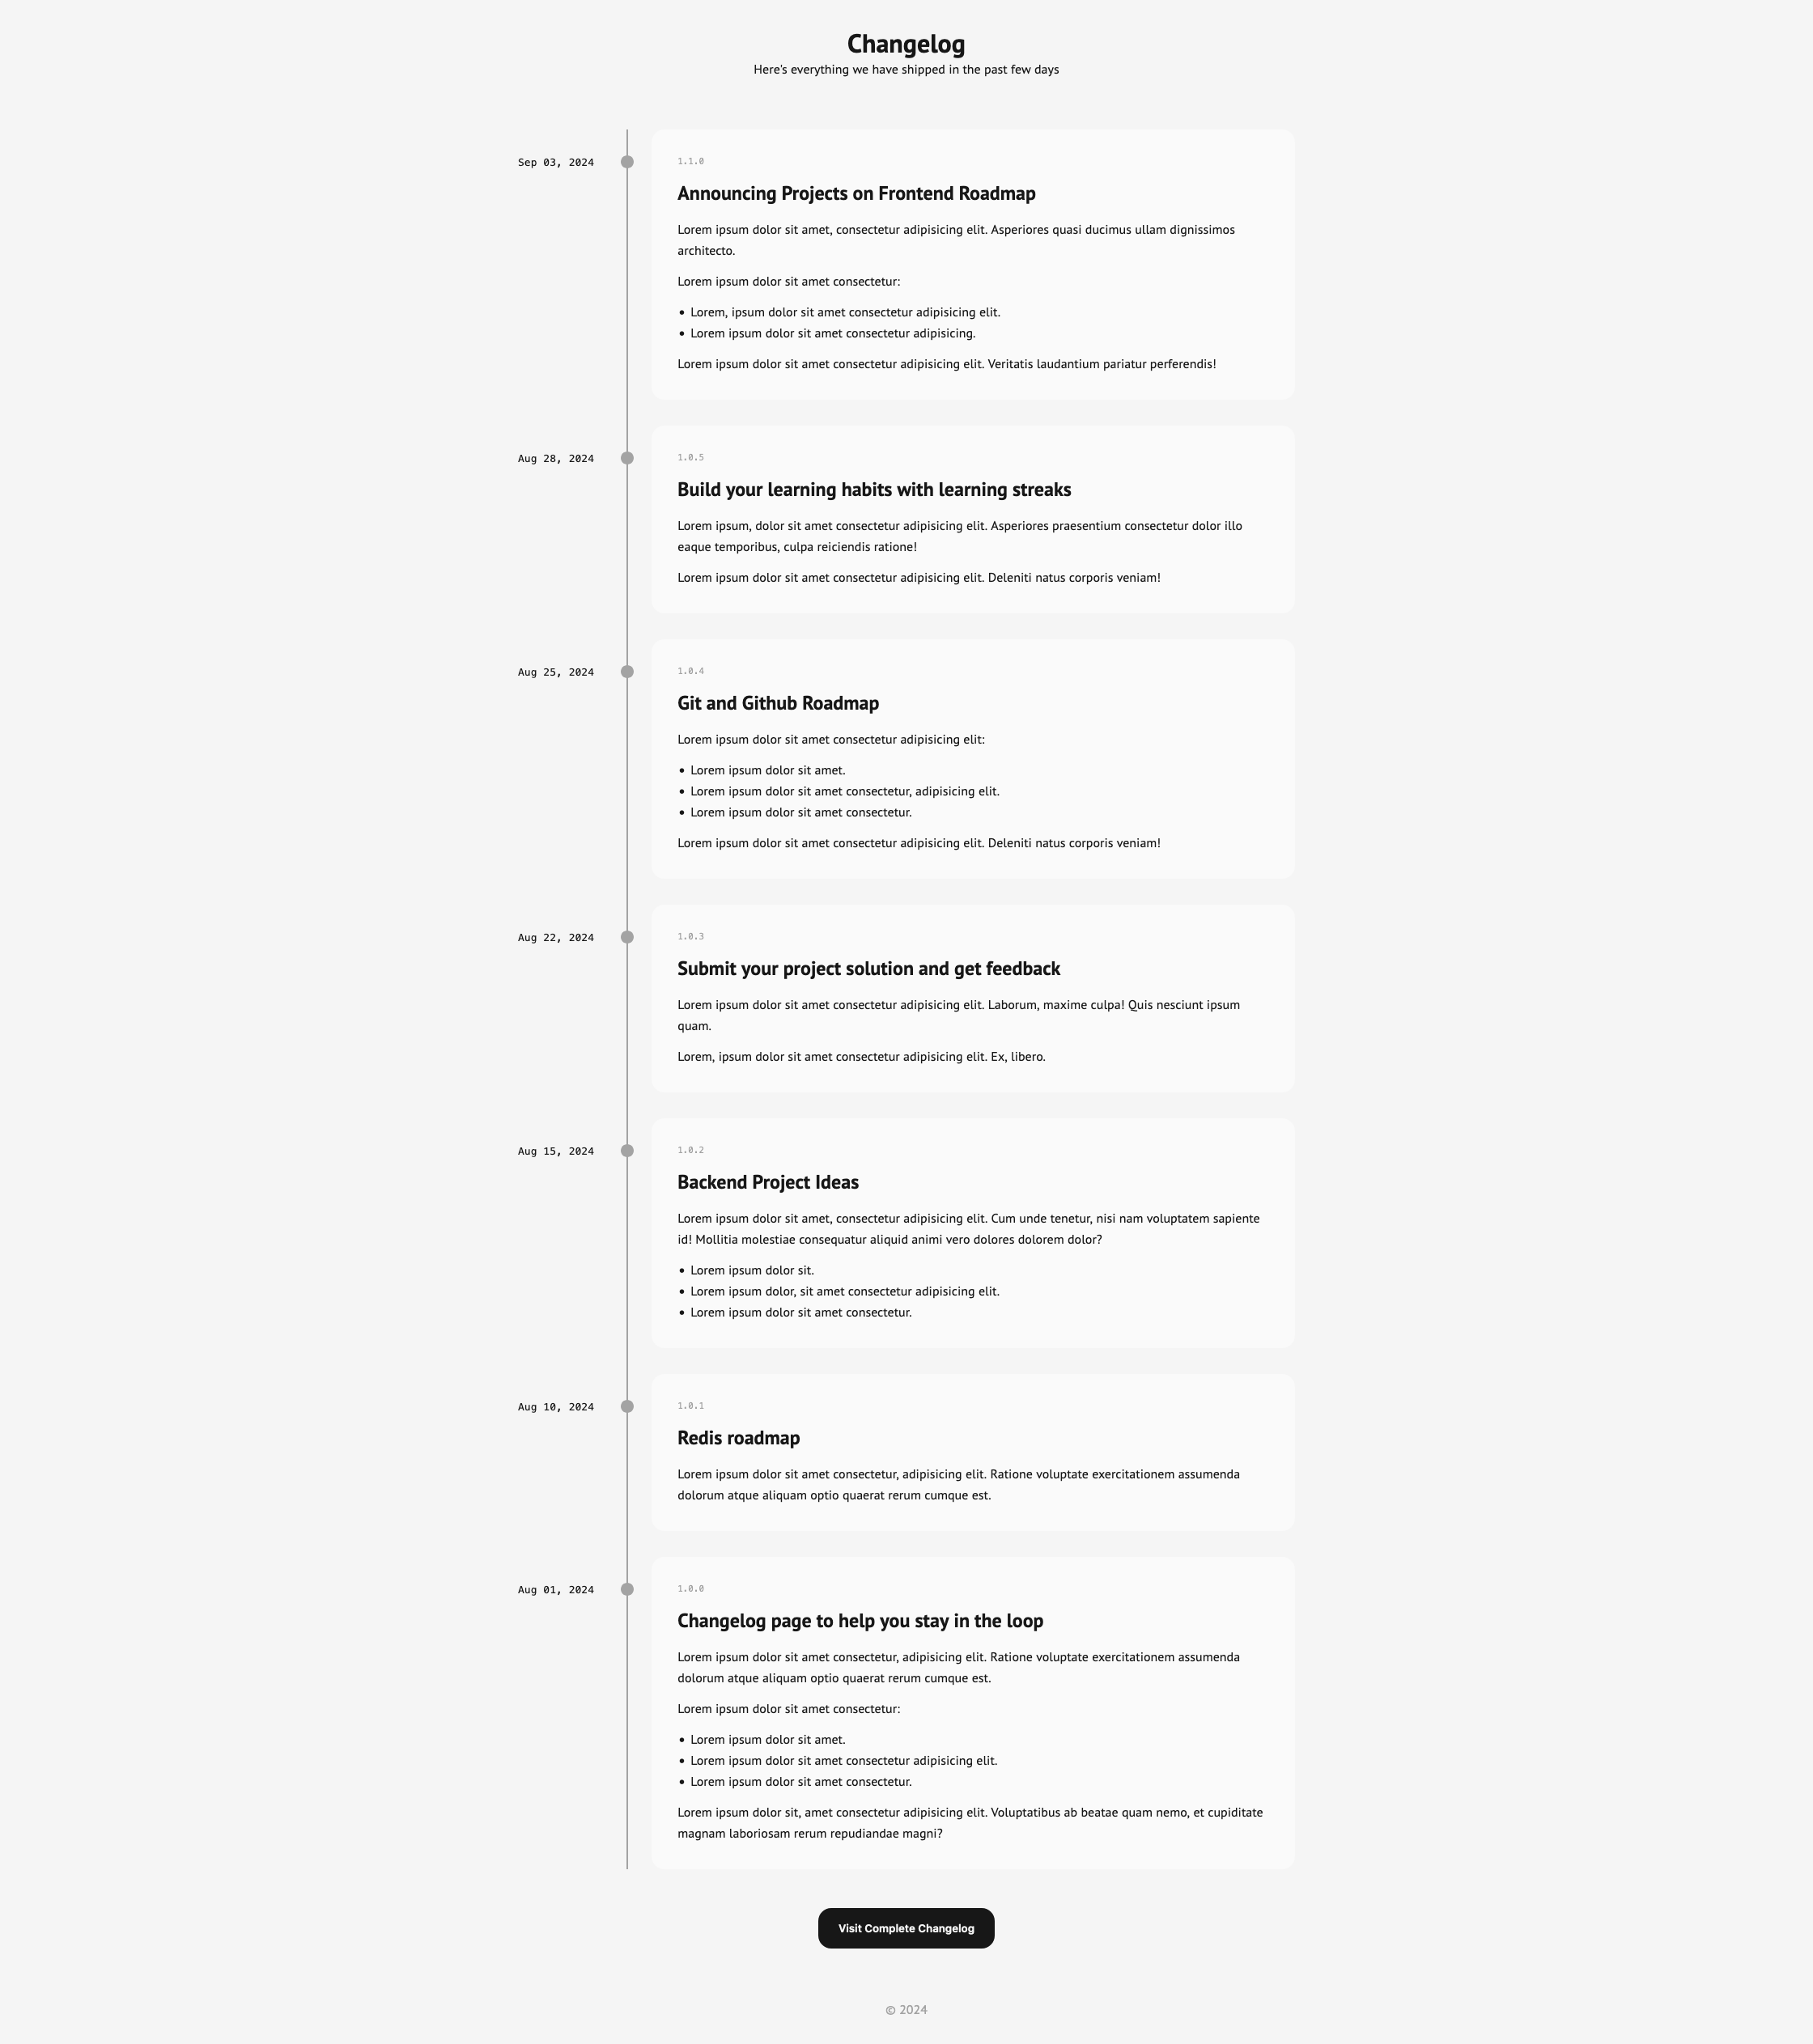 Changelog
Here's everything we have shipped in the past few days
Sep 03, 2024
1.1.0
Announcing Projects on Frontend Roadmap
Lorem ipsum dolor sit amet, consectetur adipisicing elit. Asperiores quasi ducimus ullam dignissimos
architecto.
Lorem ipsum dolor sit amet consectetur:
• Lorem, ipsum dolor sit amet consectetur adipisicing elit.
• Lorem ipsum dolor sit amet consectetur adipisicing.
Lorem ipsum dolor sit amet consectetur adipisicing elit. Veritatis laudantium pariatur perferendis!
Aug 28, 2024
1.0.5
Build your learning habits with learning streaks
Lorem ipsum, dolor sit amet consectetur adipisicing elit. Asperiores praesentium consectetur dolor illo
eaque temporibus, culpa reiciendis ratione!
Lorem ipsum dolor sit amet consectetur adipisicing elit. Deleniti natus corporis veniam!
Aug 25, 2024
1.0.4
Git and Github Roadmap
Lorem ipsum dolor sit amet consectetur adipisicing elit:
• Lorem ipsum dolor sit amet.
• Lorem ipsum dolor sit amet consectetur, adipisicing elit.
• Lorem ipsum dolor sit amet consectetur.
Lorem ipsum dolor sit amet consectetur adipisicing elit. Deleniti natus corporis veniam!
Aug 22, 2024
1.0.3
Submit your project solution and get feedback
Lorem ipsum dolor sit amet consectetur adipisicing elit. Laborum, maxime culpa! Quis nesciunt ipsum
quam.
Lorem, ipsum dolor sit amet consectetur adipisicing elit. Ex, libero.
Aug 15, 2024
1.0.2
Backend Project Ideas
Lorem ipsum dolor sit amet, consectetur adipisicing elit. Cum unde tenetur, nisi nam voluptatem sapiente
id! Mollitia molestiae consequatur aliquid animi vero dolores dolorem dolor?
• Lorem ipsum dolor sit.
• Lorem ipsum dolor, sit amet consectetur adipisicing elit.
• Lorem ipsum dolor sit amet consectetur.
Aug 10, 2024
1.0.1
Redis roadmap
Lorem ipsum dolor sit amet consectetur, adipisicing elit. Ratione voluptate exercitationem assumenda
dolorum atque aliquam optio quaerat rerum cumque est.
Aug 01, 2024
1.0.0
Changelog page to help you stay in the loop
Lorem ipsum dolor sit amet consectetur, adipisicing elit. Ratione voluptate exercitationem assumenda
dolorum atque aliquam optio quaerat rerum cumque est.
Lorem ipsum dolor sit amet consectetur:
• Lorem ipsum dolor sit amet.
• Lorem ipsum dolor sit amet consectetur adipisicing elit.
• Lorem ipsum dolor sit amet consectetur.
Lorem ipsum dolor sit, amet consectetur adipisicing elit. Voluptatibus ab beatae quam nemo, et cupiditate
magnam laboriosam rerum repudiandae magni?
Visit Complete Changelog
© 2024